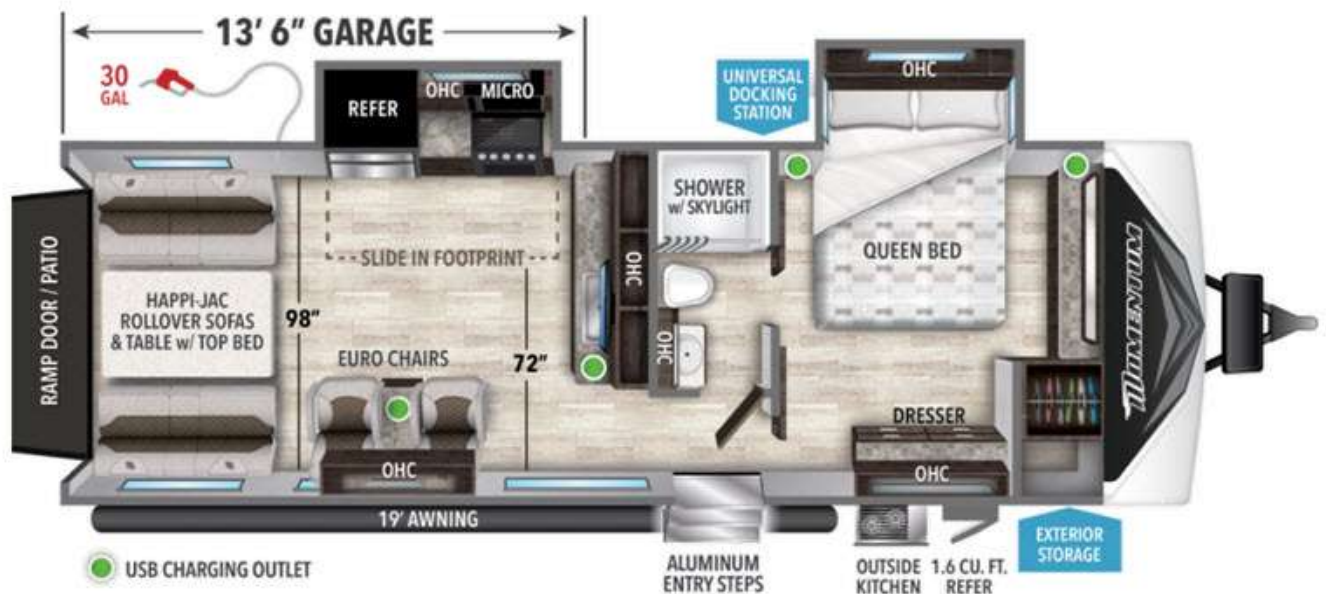 13' 6" GARAGE
30
GAL
REFER
OHC
MICRO
UNIVERSAL
DOCKING
STATION
OHC
SHOWER
w/ SKYLIGHT
SLIDE IN FOOTPRINT
OHC
QUEEN BED
RAMP DOOR / PATIO
HAPPI-JAC
ROLLOVER SOFAS
& TABLE w/ TOP BED
98"
EURO CHAIRS
72"
OHC
MOMENTUM
DRESSER
OHC
OHC
19' AWNING
USB CHARGING OUTLET
ALUMINUM
ENTRY STEPS
OUTSIDE
KITCHEN
1.6 CU. FT.
REFER
EXTERIOR
STORAGE